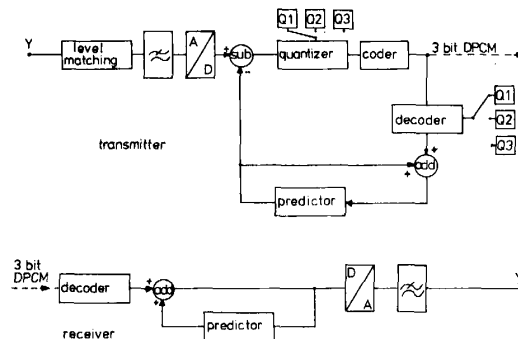 Q1
Q2
Q3
Y
level
matching
A
D
+
sub
-
quantizer
coder
3 bit DPCM
decoder
Q1
Q2
Q3
transmitter
+
+
add
predictor
3 bit
DPCM
decoder
+
add
+
predictor
D
A
Y
receiver